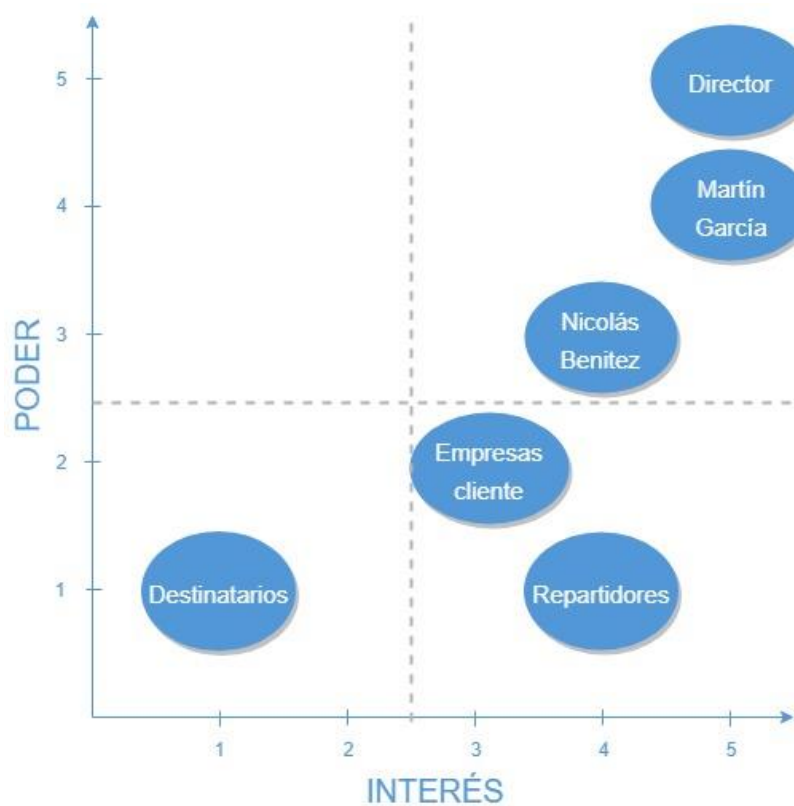 5
Director
4
Martín
García
PODER
3
Nicolás
Benitez
2
Empresas
cliente
1
Destinatarios
Repartidores
1
2
3
4
5
INTERÉS